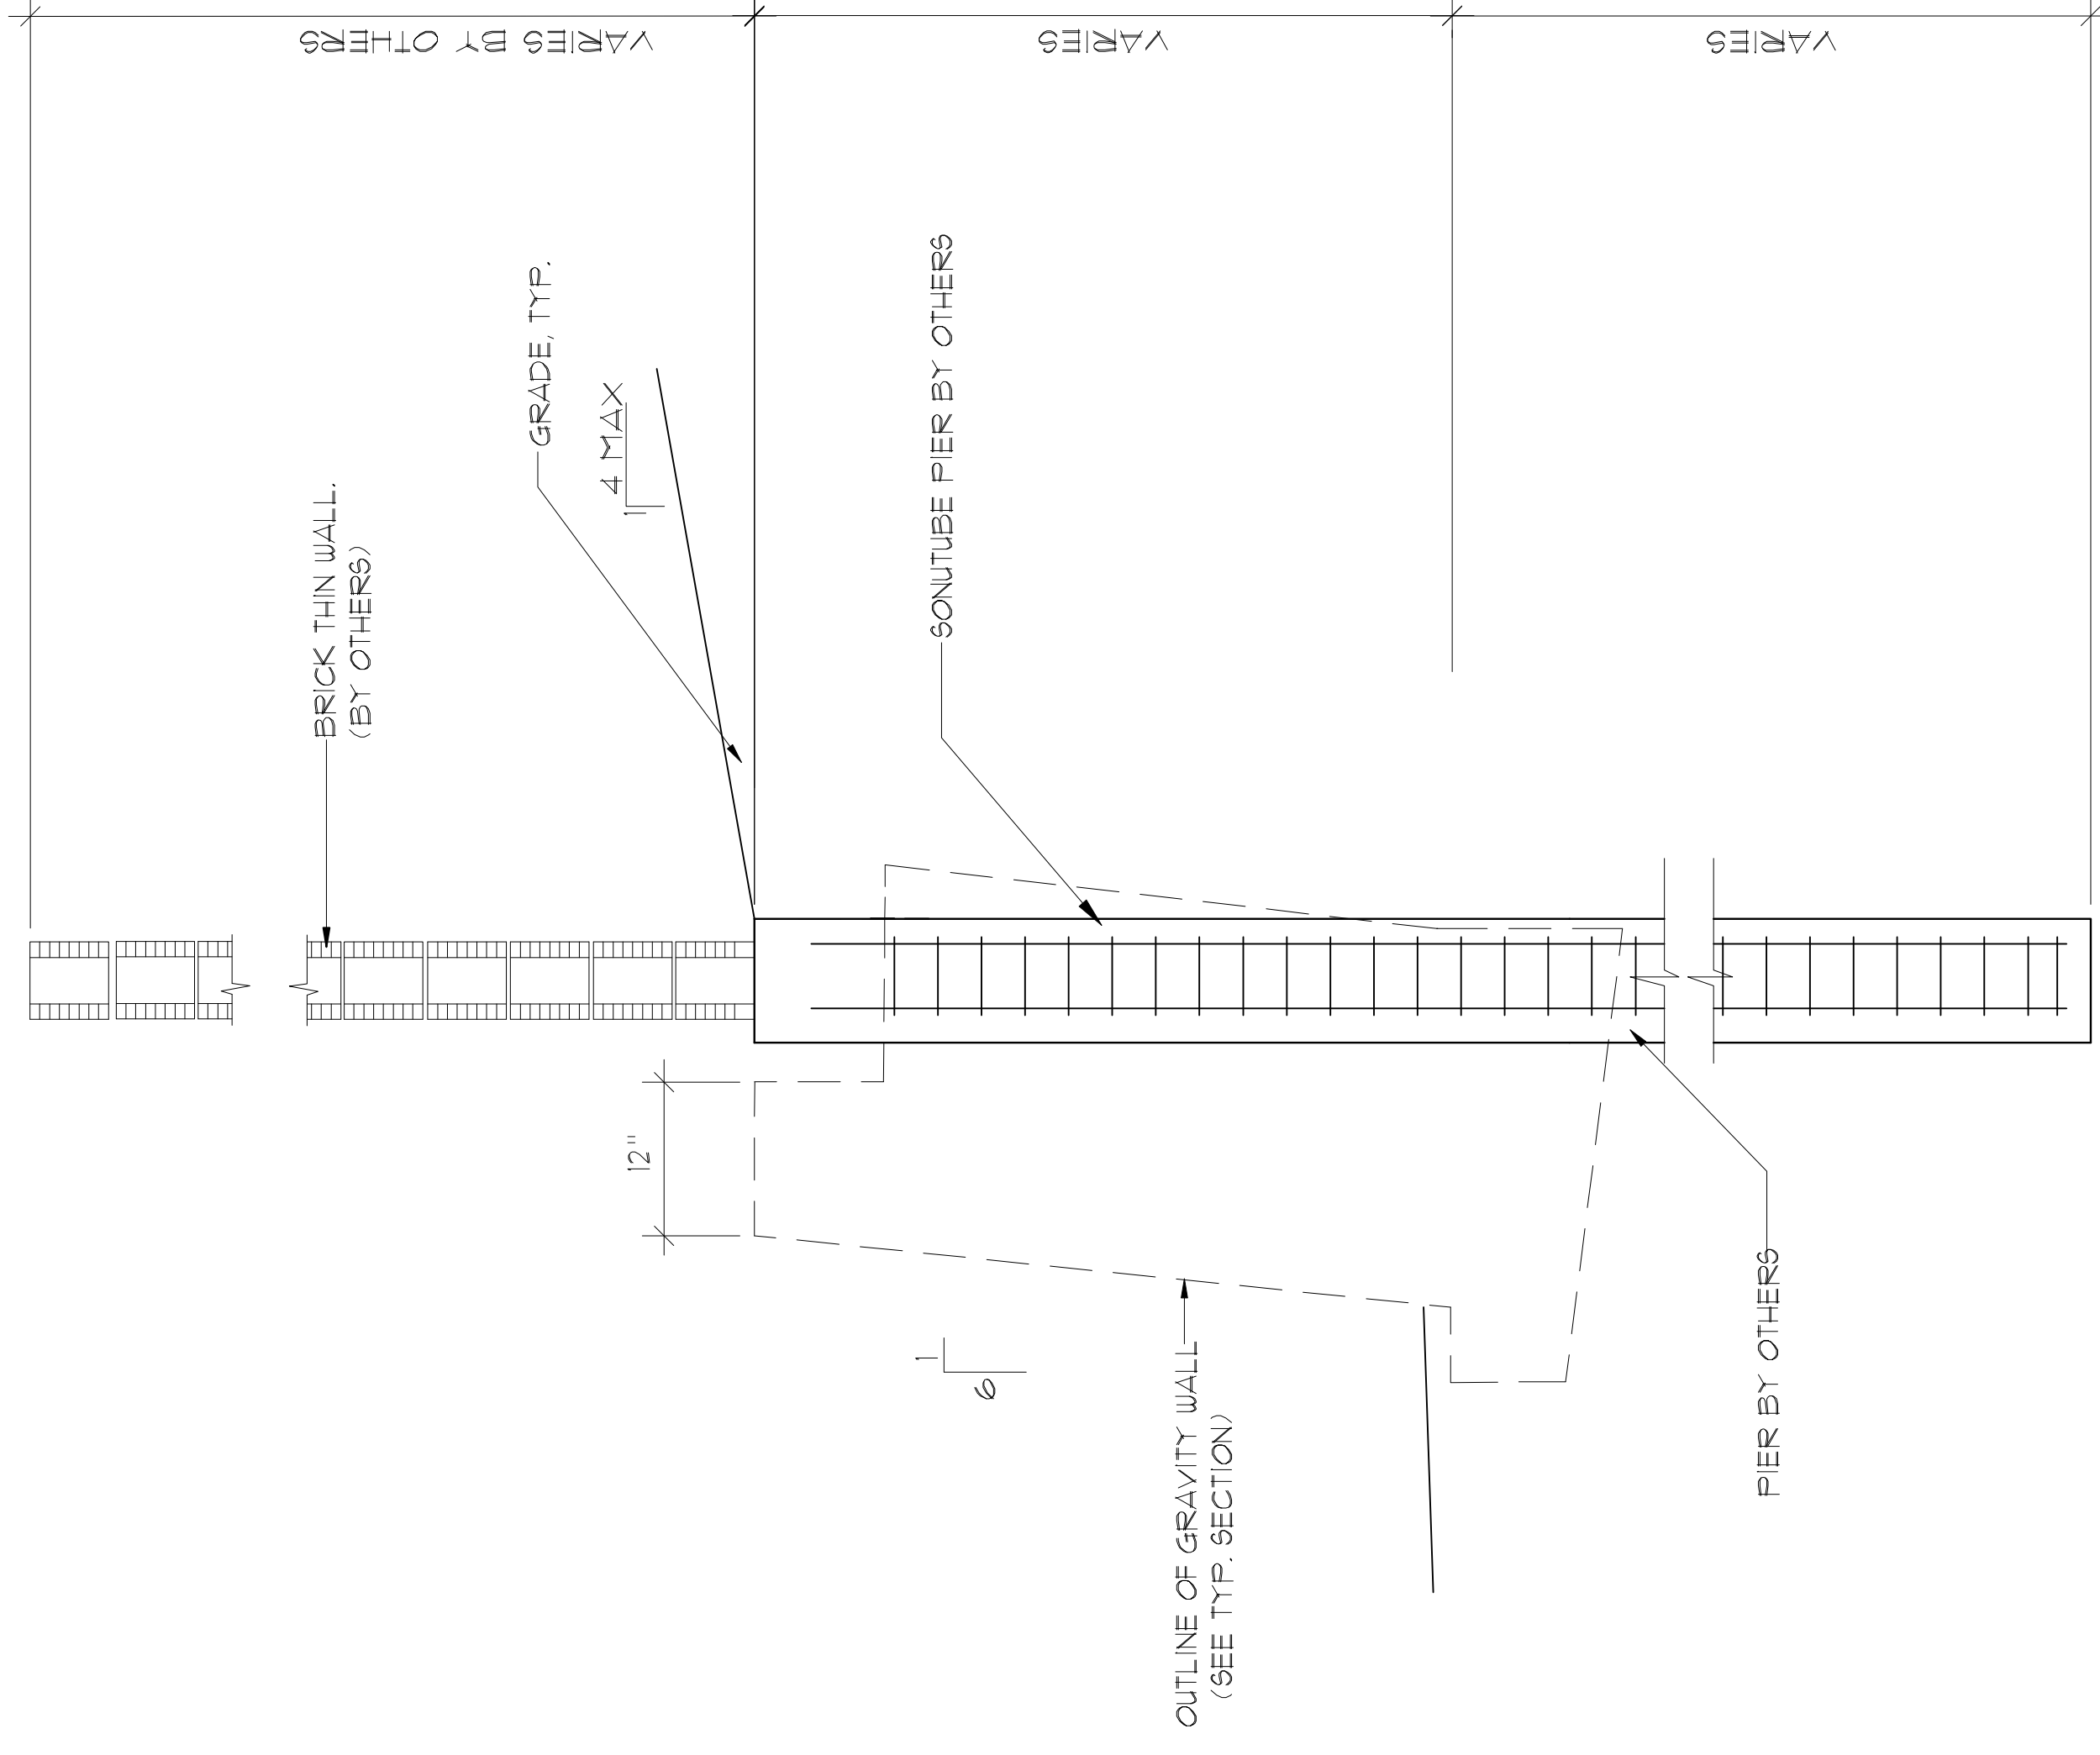 VARIES BY OTHERS
VARIES
VARIES
BRICK THIN WALL.
(BY OTHERS)
GRADE, TYP.
4 MAX
1
SONUTUBE PIER BY OTHERS
12"
1
6
OUTLINE OF GRAVITY WALL
(SEE TYP. SECTION)
PIER BY OTHERS